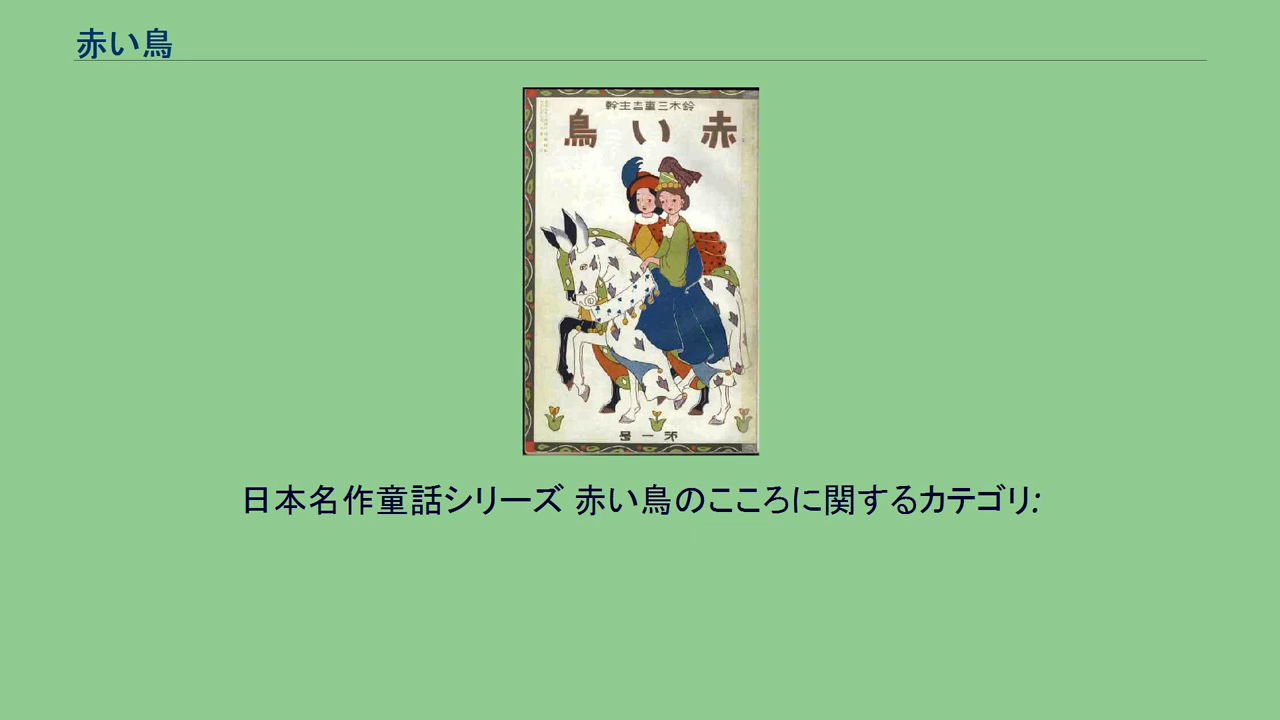 赤い鳥
鈴木三重吉主幹
赤い鳥
第一号
日本名作童話シリーズ 赤い鳥のこころに関するカテゴリ: